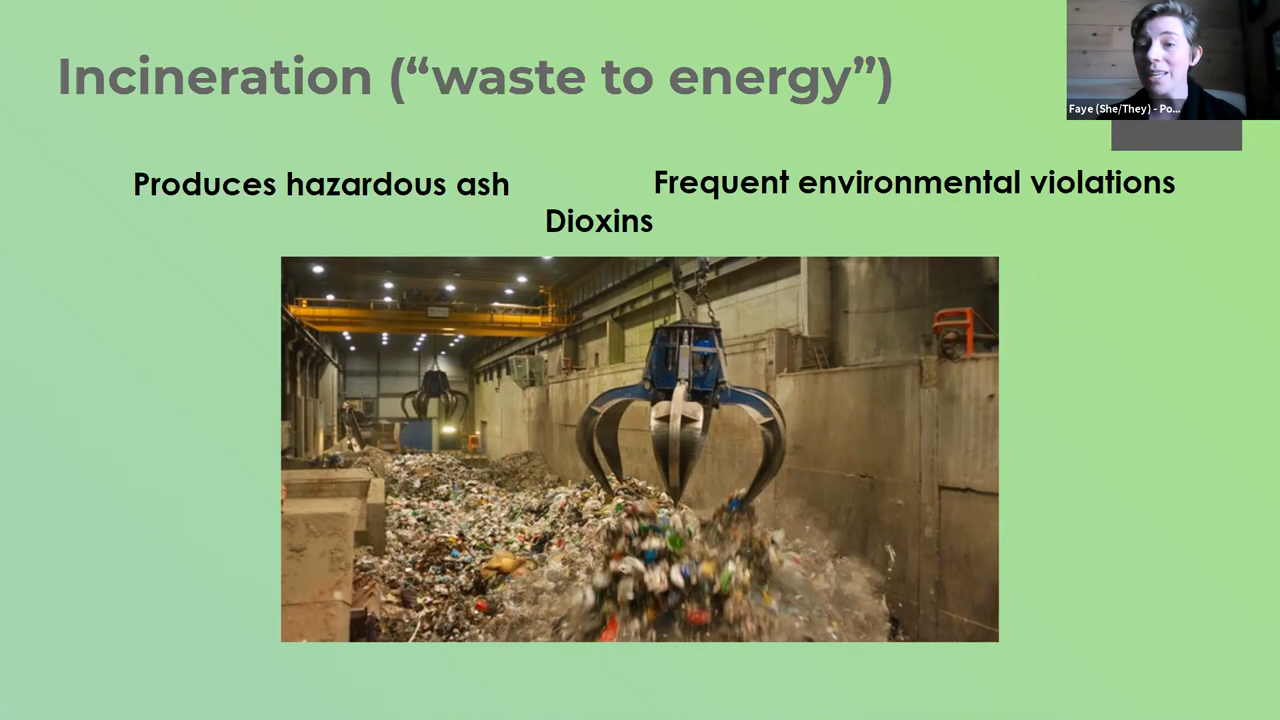 Incineration (“waste to energy”)
Faye (She/They) - Po...
Produces hazardous ash
Frequent environmental violations
Dioxins